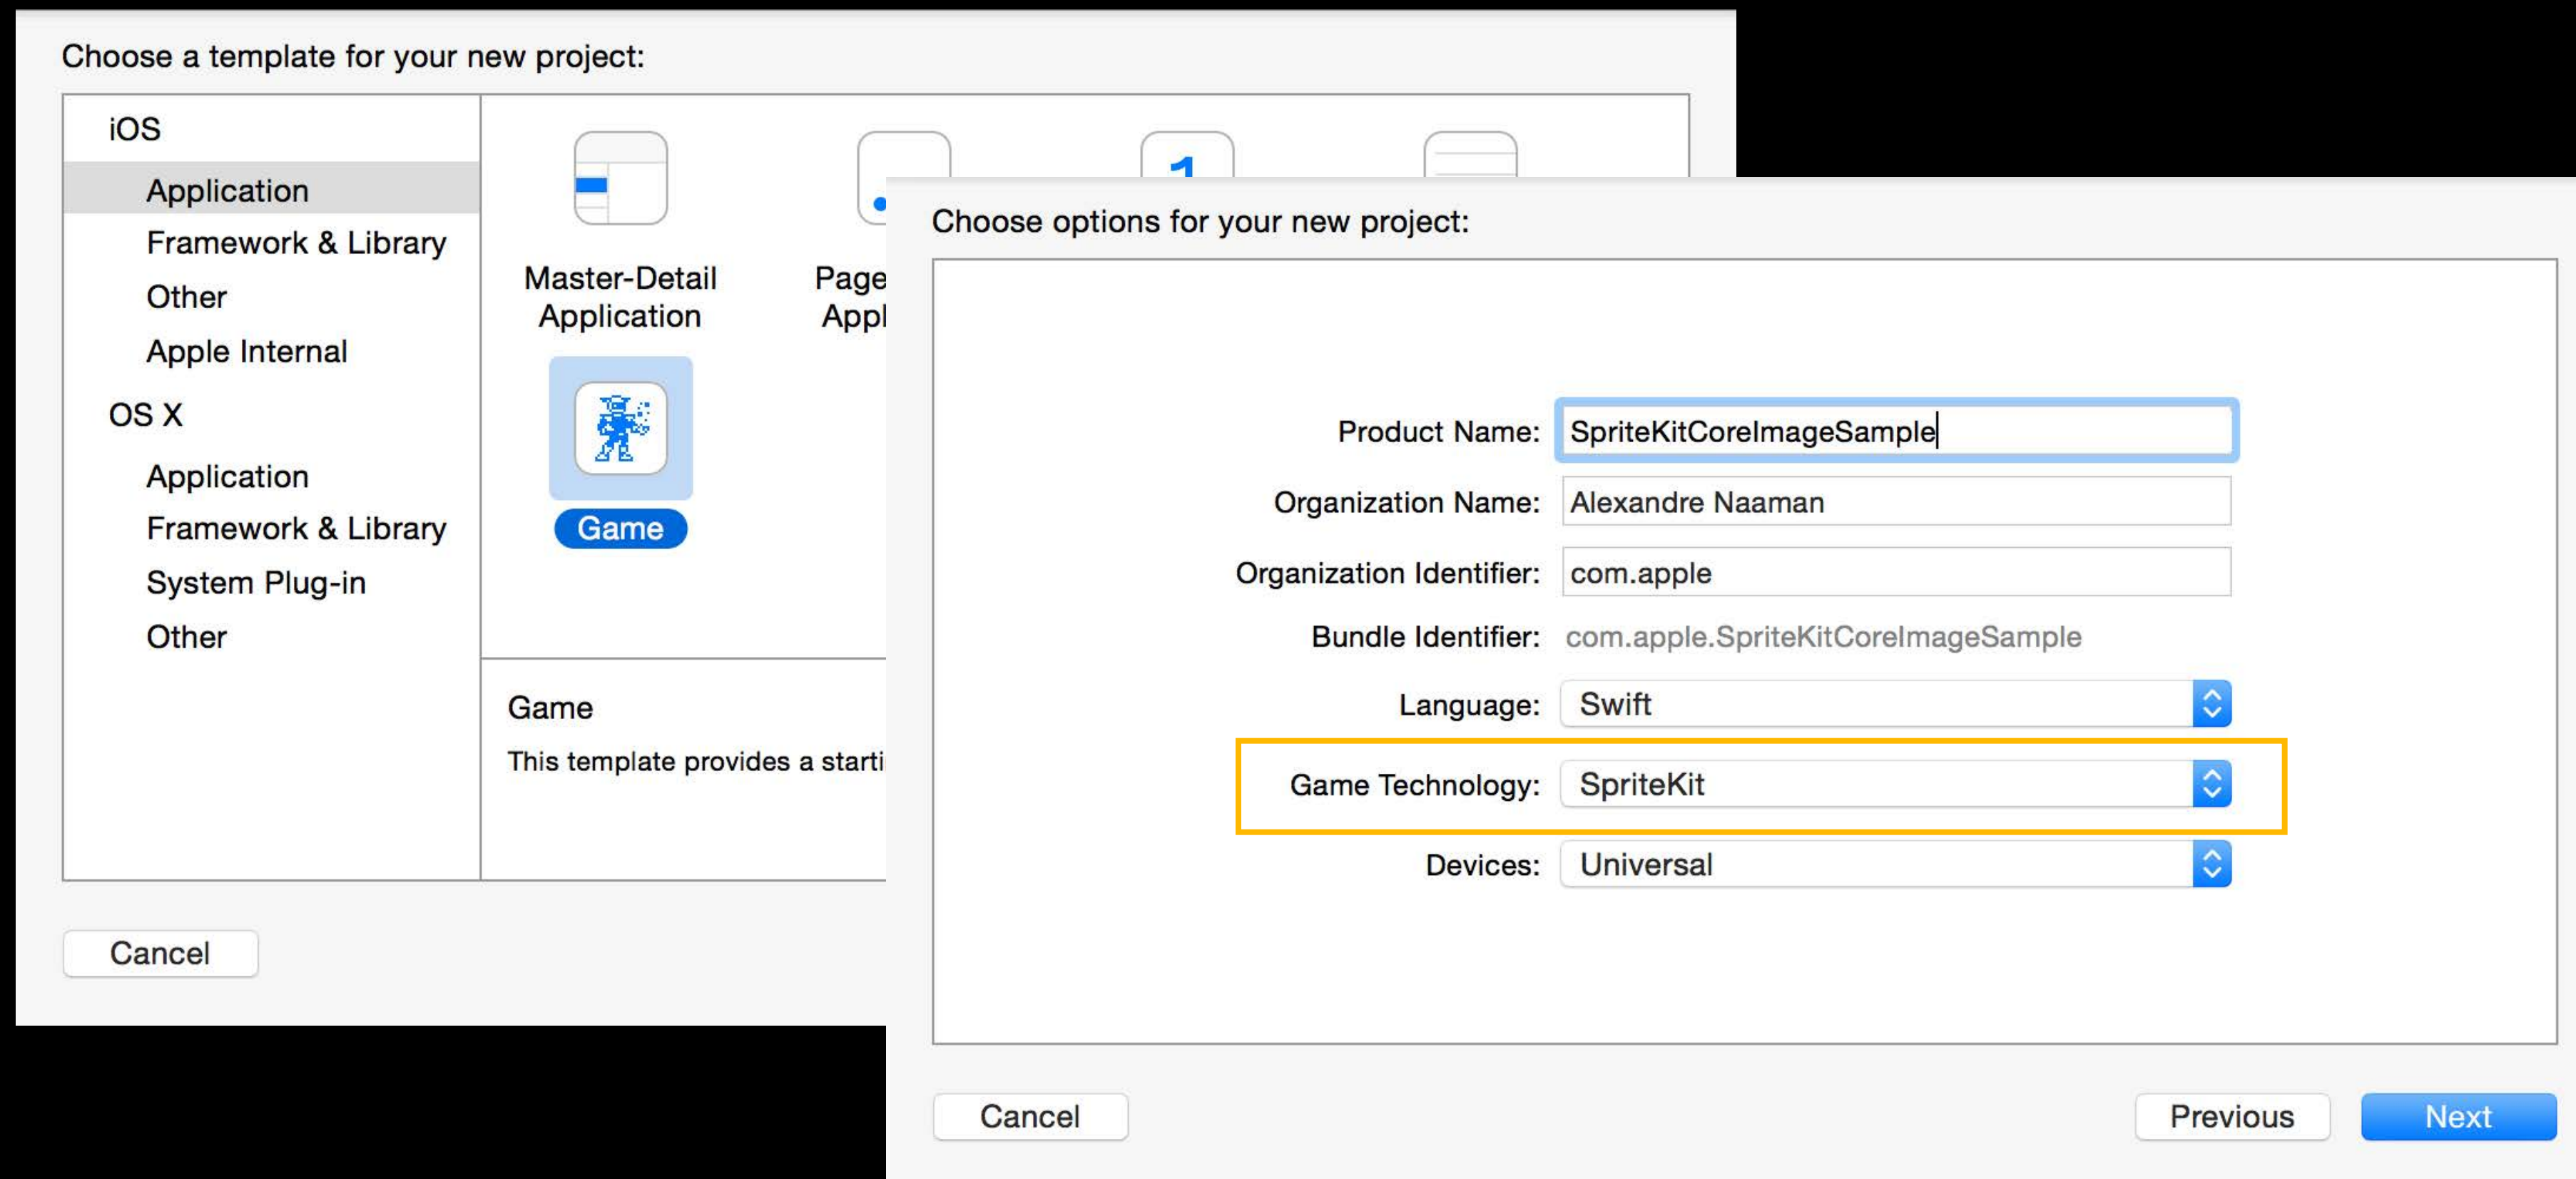 Choose a template for your new project:
iOS
Application
Framework & Library
Other
Apple Internal
OS X
Application
Framework & Library
System Plug-in
Other
Master-Detail
Application
Page
Appl
1
Game
Game
This template provides a starti
Cancel
Choose options for your new project:
Product Name: SpriteKitCoreImageSample
Organization Name: Alexandre Naaman
Organization Identifier: com.apple
Bundle Identifier: com.apple.SpriteKitCoreImageSample
Language: Swift
Game Technology: SpriteKit
Devices: Universal
Cancel
Previous
Next